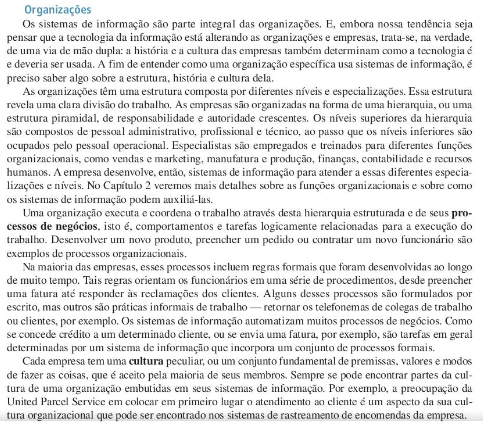 Organizações
Os sistemas de informação são parte integral das organizações. E, embora nossa tendência seja
pensar que a tecnologia da informação está alterando as organizações e empresas, trata-se, na verdade,
de uma via de mão dupla: a história e a cultura das empresas também determinam como a tecnologia é
e deveria ser usada. A fim de entender como uma organização específica usa sistemas de informação, é
preciso saber algo sobre a estrutura, história e cultura dela.
As organizações têm uma estrutura composta por diferentes níveis e especializações. Essa estrutura
revela uma clara divisão do trabalho. As empresas são organizadas na forma de uma hierarquia, ou uma
estrutura piramidal, de responsabilidade e autoridade crescentes. Os níveis superiores da hierarquia
são compostos de pessoal administrativo, profissional e técnico, ao passo que os níveis inferiores são
ocupados pelo pessoal operacional. Especialistas são empregados e treinados para diferentes funções
organizacionais, como vendas e marketing, manufatura e produção, finanças, contabilidade e recursos
humanos. A empresa desenvolve, então, sistemas de informação para atender a essas diferentes especia-
lizações e níveis. No Capítulo 2 veremos mais detalhes sobre as funções organizacionais e sobre como
os sistemas de informação podem auxiliá-las.
Uma organização executa e coordena o trabalho através desta hierarquia estruturada e de seus pro-
cessos de negócios, isto é, comportamentos e tarefas logicamente relacionadas para a execução do
trabalho. Desenvolver um novo produto, preencher um pedido ou contratar um novo funcionário são
exemplos de processos organizacionais.
Na maioria das empresas, esses processos incluem regras formais que foram desenvolvidas ao longo
de muito tempo. Tais regras orientam os funcionários em uma série de procedimentos, desde preencher
uma fatura até responder às reclamações dos clientes. Alguns desses processos são formulados por
escrito, mas outros são práticas informais de trabalho — retornar os telefonemas de colegas de trabalho
ou clientes, por exemplo. Os sistemas de informação automatizam muitos processos de negócios. Como
se concede crédito a um determinado cliente, ou se envia uma fatura, por exemplo, são tarefas em geral
determinadas por um sistema de informação que incorpora um conjunto de processos formais.
Cada empresa tem uma cultura peculiar, ou um conjunto fundamental de premissas, valores e modos
de fazer as coisas, que é aceito pela maioria de seus membros. Sempre se pode encontrar partes da cul-
tura de uma organização embutidas em seus sistemas de informação. Por exemplo, a preocupação da
United Parcel Service em colocar em primeiro lugar o atendimento ao cliente é um aspecto da sua cul-
tura organizacional que pode ser encontrado nos sistemas de rastreamento de encomendas da empresa.